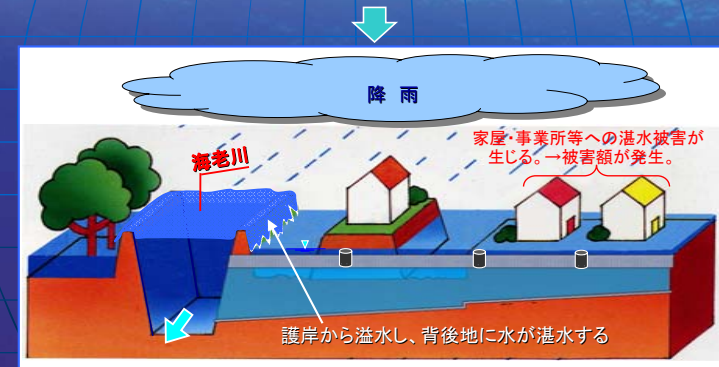 降 雨
家屋・事業所等への湛水被害が
生じる。→被害額が発生。
海老川
護岸から溢水し、背後地に水が湛水する